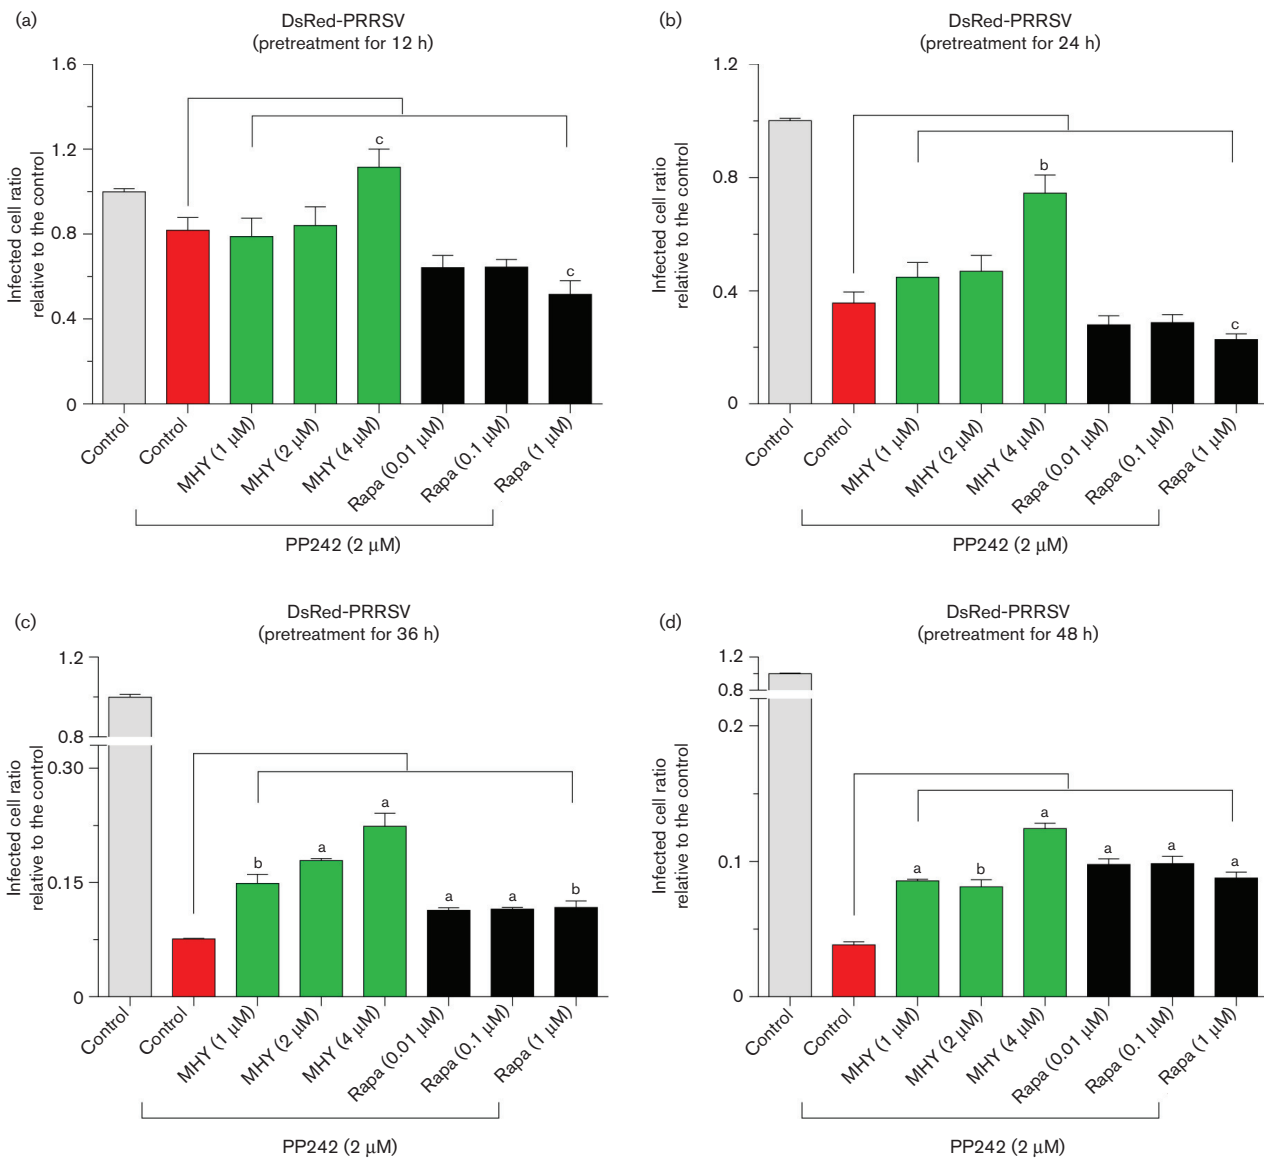 (a)
DsRed-PRRSV
(pretreatment for 12 h)
Infected cell ratio
relative to the control
1.6
1.2
0.8
0.4
0
c
c
Control
Control
MHY (1 μM)
MHY (2 μM)
MHY (4 μM)
Rapa (0.01 μM)
Rapa (0.1 μM)
Rapa (1 μM)
PP242 (2 μM)
(b)
DsRed-PRRSV
(pretreatment for 24 h)
Infected cell ratio
relative to the control
1.2
0.8
0.4
0
b
c
Control
Control
MHY (1 μM)
MHY (2 μM)
MHY (4 μM)
Rapa (0.01 μM)
Rapa (0.1 μM)
Rapa (1 μM)
PP242 (2 μM)
(c)
DsRed-PRRSV
(pretreatment for 36 h)
Infected cell ratio
relative to the control
1.2
0.8
0.30
0.15
0
b
a
a
a
a
b
Control
Control
MHY (1 μM)
MHY (2 μM)
MHY (4 μM)
Rapa (0.01 μM)
Rapa (0.1 μM)
Rapa (1 μM)
PP242 (2 μM)
(d)
DsRed-PRRSV
(pretreatment for 48 h)
Infected cell ratio
relative to the control
1.2
0.8
0.2
0.1
0
a
b
a
a
a
a
Control
Control
MHY (1 μM)
MHY (2 μM)
MHY (4 μM)
Rapa (0.01 μM)
Rapa (0.1 μM)
Rapa (1 μM)
PP242 (2 μM)